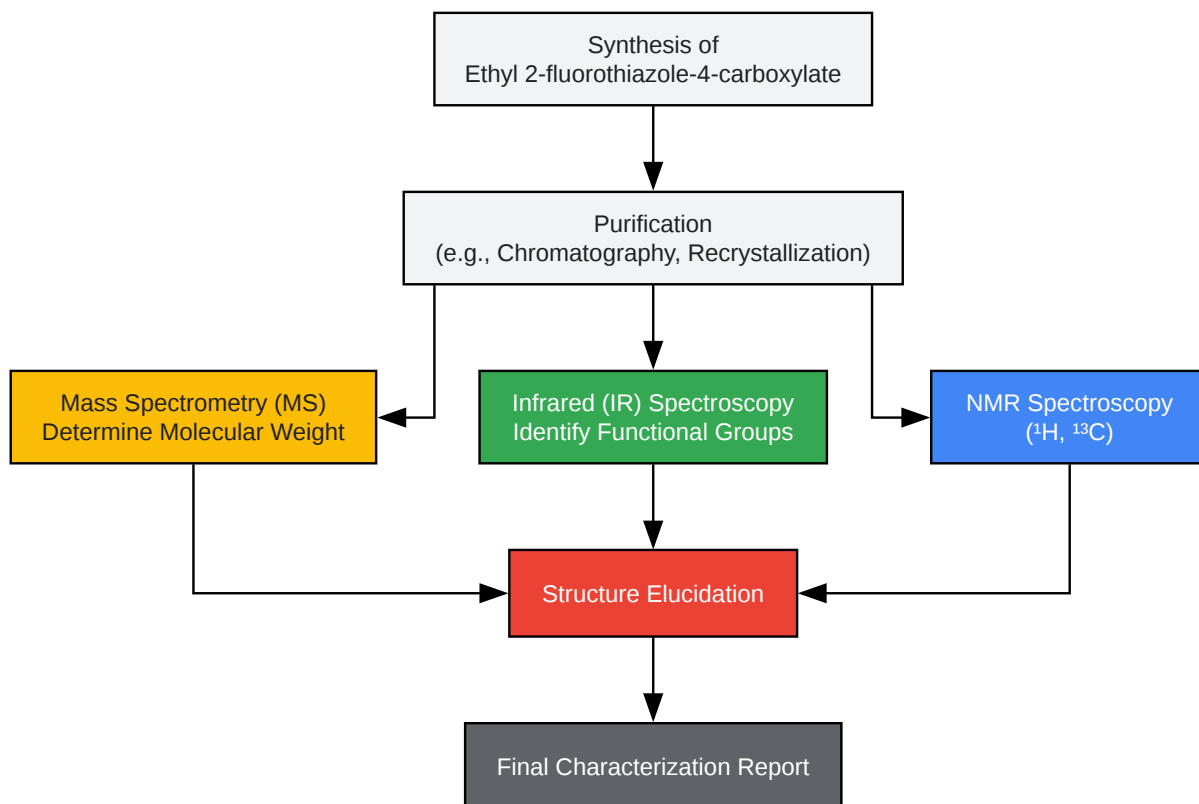 Synthesis of
Ethyl 2-fluorothiazole-4-carboxylate
Purification
(e.g., Chromatography, Recrystallization)
Mass Spectrometry (MS)
Determine Molecular Weight
Infrared (IR) Spectroscopy
Identify Functional Groups
NMR Spectroscopy
(¹H, ¹³C)
Structure Elucidation
Final Characterization Report